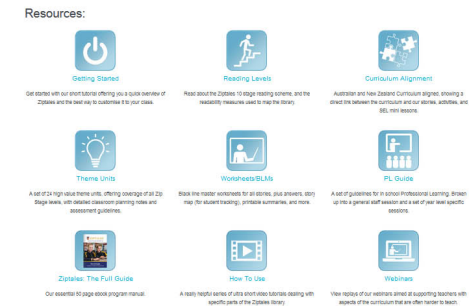 Resources:
Getting Started
Reading Levels
Curriculum Alignment
Get started with our short tutorial offering you a quick overview of
Ziptales and the best way to customise it to your class.
Read about the Ziptales 10 stage reading scheme, and the
readability measures used to map the library.
Australian and New Zealand Curriculum aligned, showing a
direct link between the curriculum and our stories, activities, and
SEL mini lessons.
Theme Units
Worksheets/BLMs
PL Guide
A set of 24 high value theme units, offering coverage of all Zip
Stage levels, with detailed classroom planning notes and
assessment guidelines.
Black line master worksheets for all stories, plus answers, story
map (for student tracking), printable summaries, and more.
A set of guidelines for in school Professional Learning. Broken
up into a general staff session and a set of year level specific
sessions.
Ziptales: The Full Guide
How To Use
Webinars
Our essential 50 page ebook program manual.
A really helpful series of ultra short video tutorials dealing with
specific parts of the Ziptales library.
View replays of our webinars aimed at supporting teachers with
aspects of the curriculum that are often harder to teach.